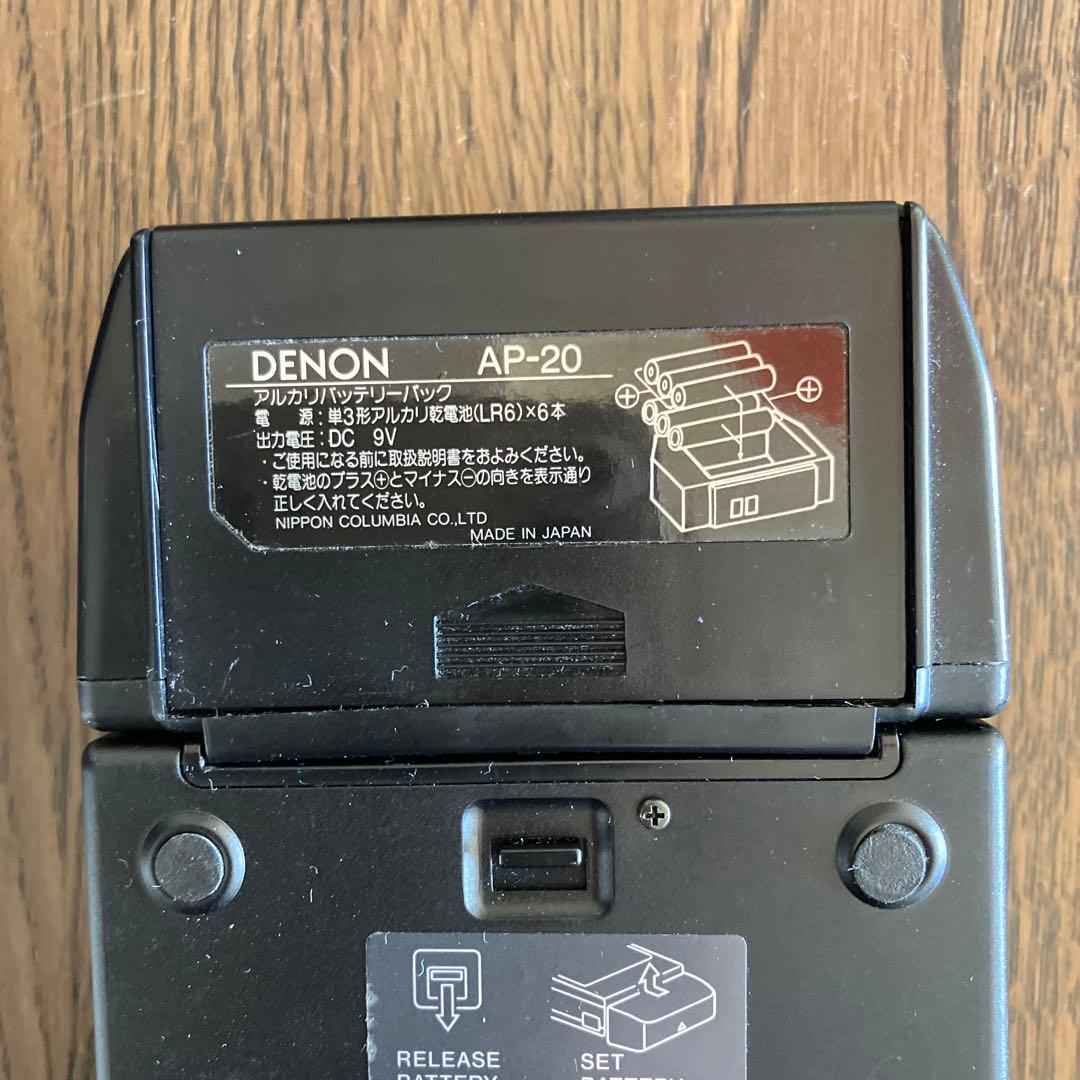 DENON AP-20
アルカリバッテリーパック
電 源:単3形アルカリ乾電池(LR6)×6本
出力電圧:DC 9V
・ご使用になる前に取扱説明書をおよみください。
・乾電池のプラス⊕とマイナス⊖の向きを表示通り
正しく入れてください。
NIPPON COLUMBIA CO.,LTD
MADE IN JAPAN
⊕ ⊕
RELEASE SET
BATTERY BATTERY